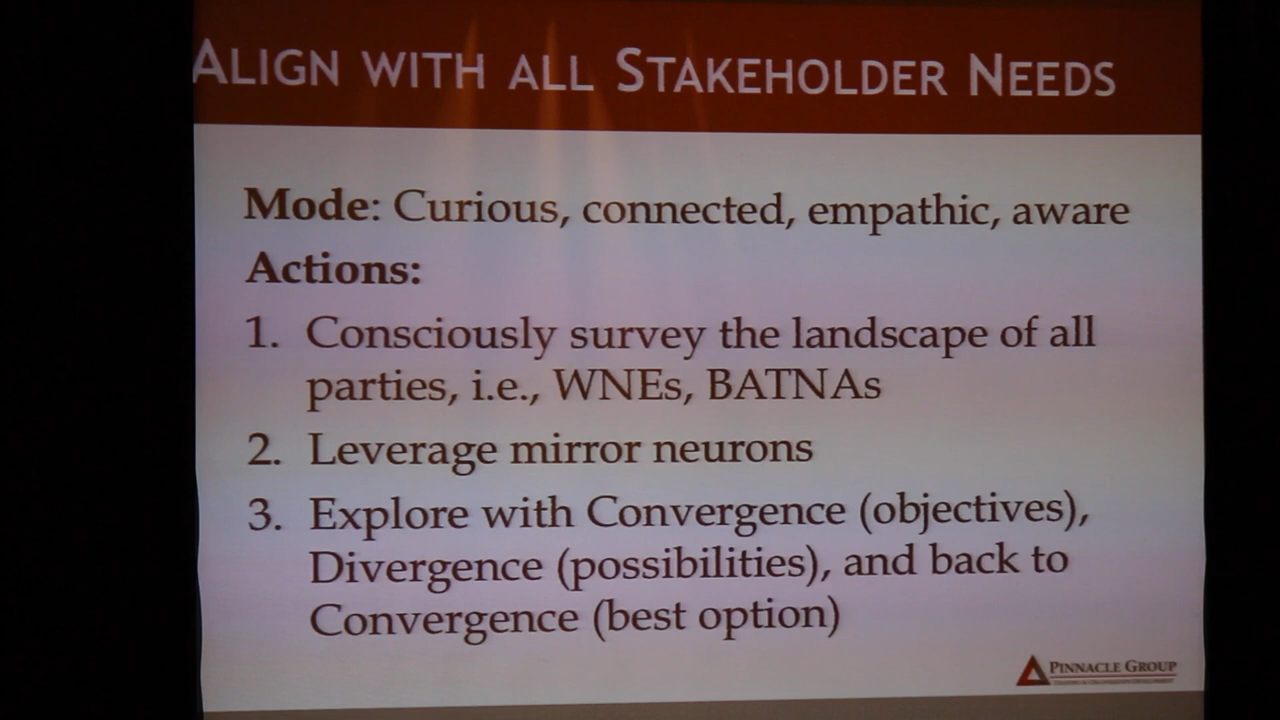 ALIGN WITH ALL STAKEHOLDER NEEDS
Mode: Curious, connected, empathic, aware
Actions:
1. Consciously survey the landscape of all
parties, i.e., WNEs, BATNAs
2. Leverage mirror neurons
3. Explore with Convergence (objectives),
Divergence (possibilities), and back to
Convergence (best option)
PINNACLE GROUP